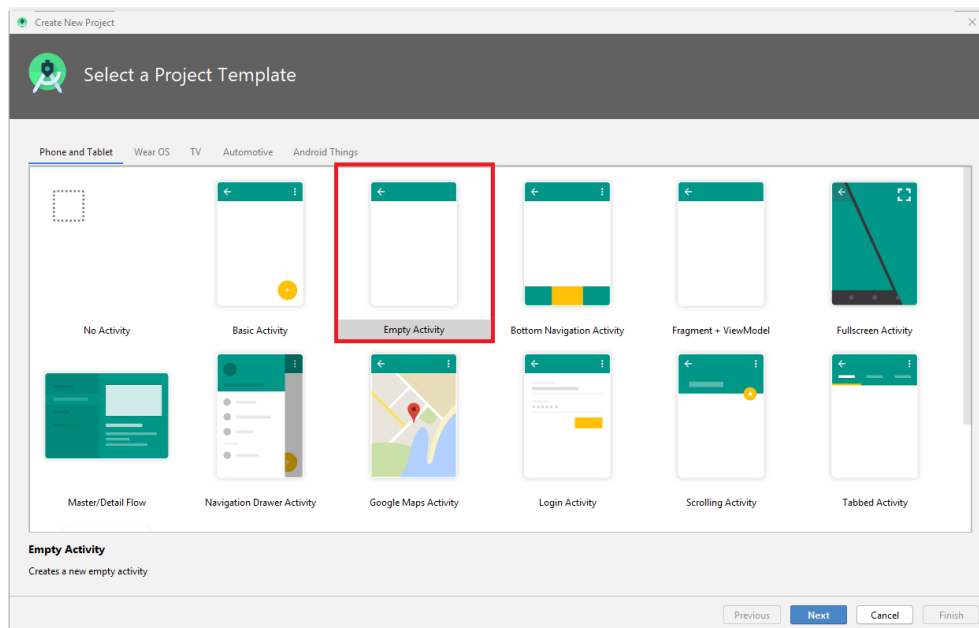 Create New Project
Select a Project Template
Phone and Tablet Wear OS TV Automotive Android Things
No Activity Basic Activity Empty Activity Bottom Navigation Activity Fragment + ViewModel Fullscreen Activity
Master/Detail Flow Navigation Drawer Activity Google Maps Activity Login Activity Scrolling Activity Tabbed Activity
Empty Activity
Creates a new empty activity
Previous Next Cancel Finish